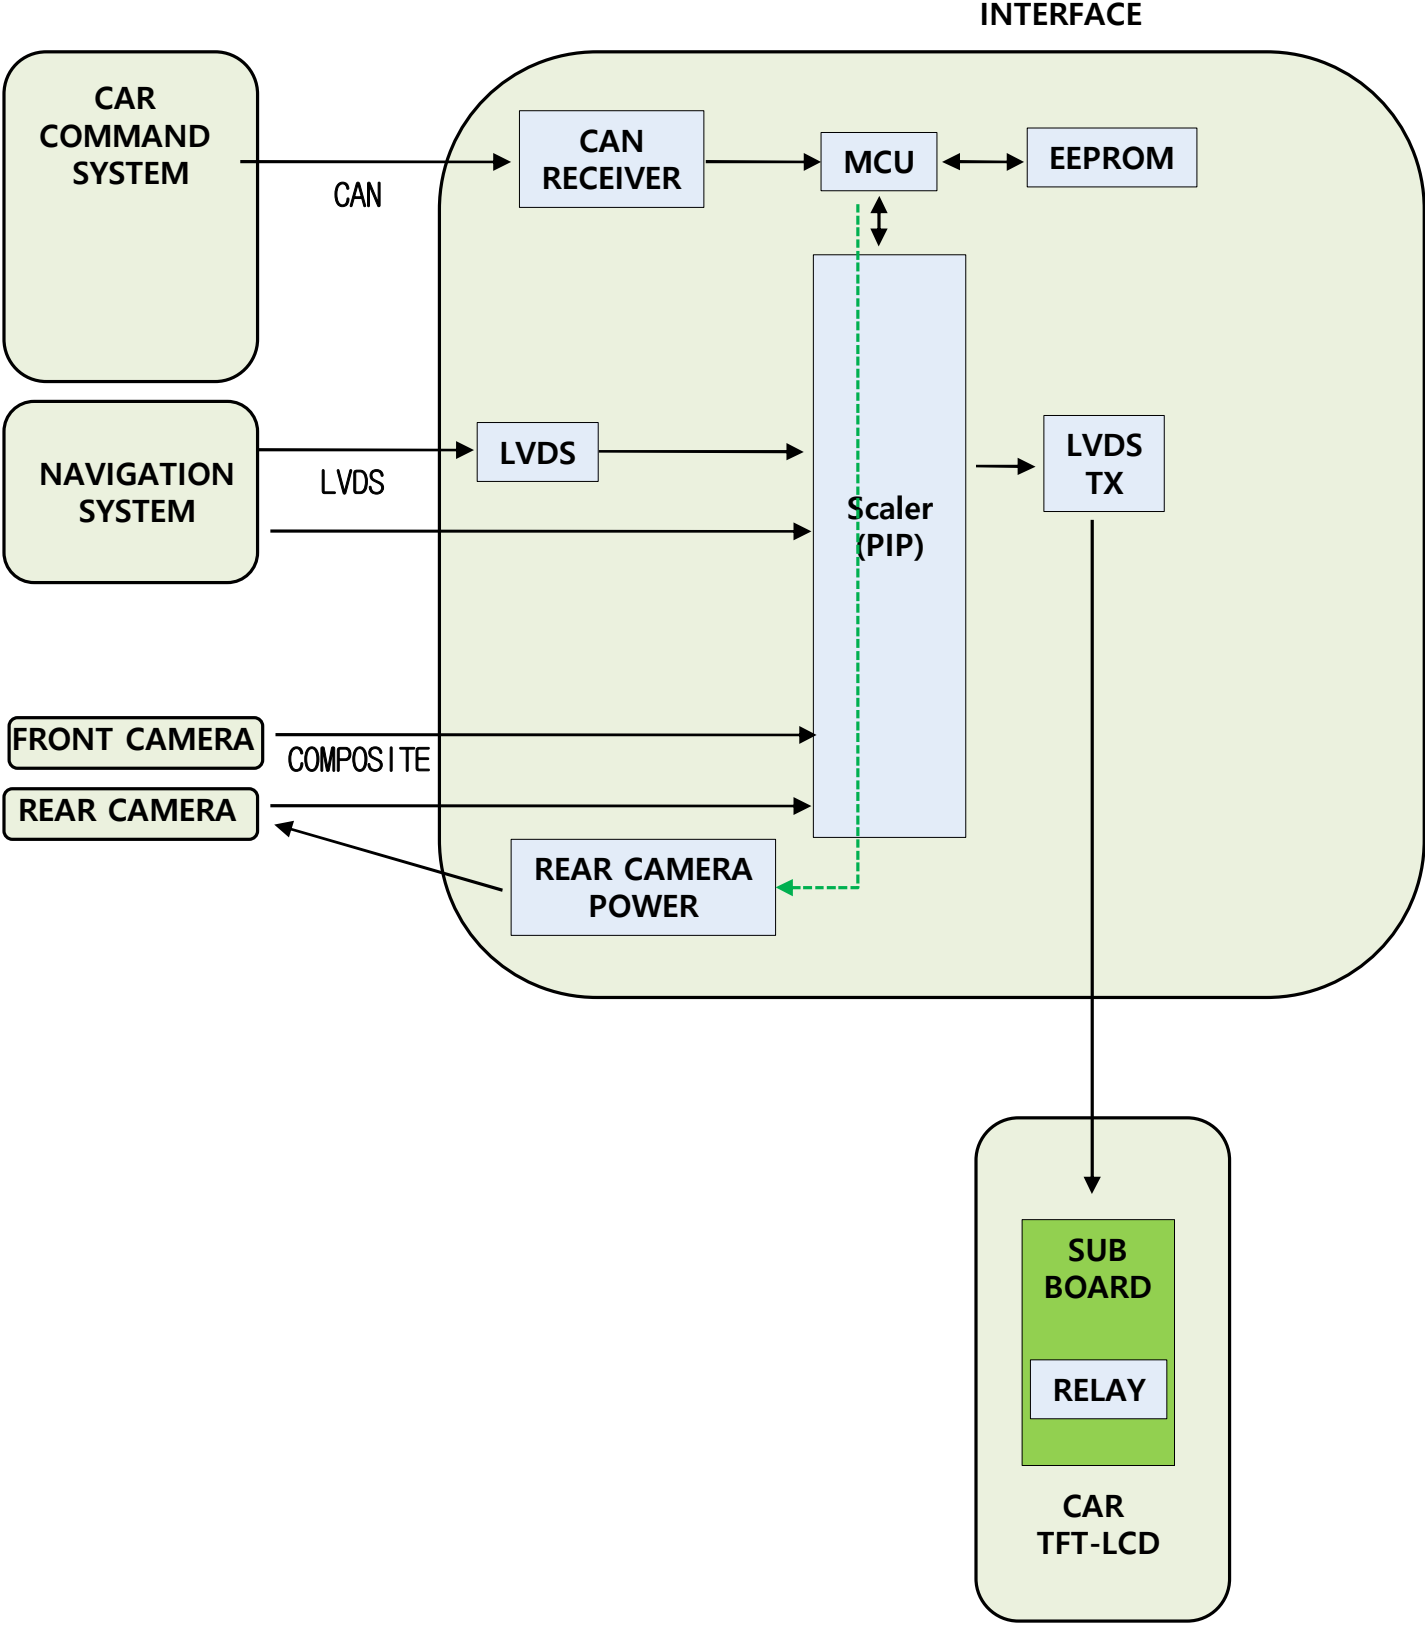 INTERFACE
CAR
COMMAND
SYSTEM
CAN
CAN
RECEIVER
MCU
EEPROM
NAVIGATION
SYSTEM
LVDS
LVDS
Scaler
(PIP)
LVDS
TX
FRONT CAMERA
COMPOSITE
REAR CAMERA
REAR CAMERA
POWER
SUB
BOARD
RELAY
CAR
TFT-LCD